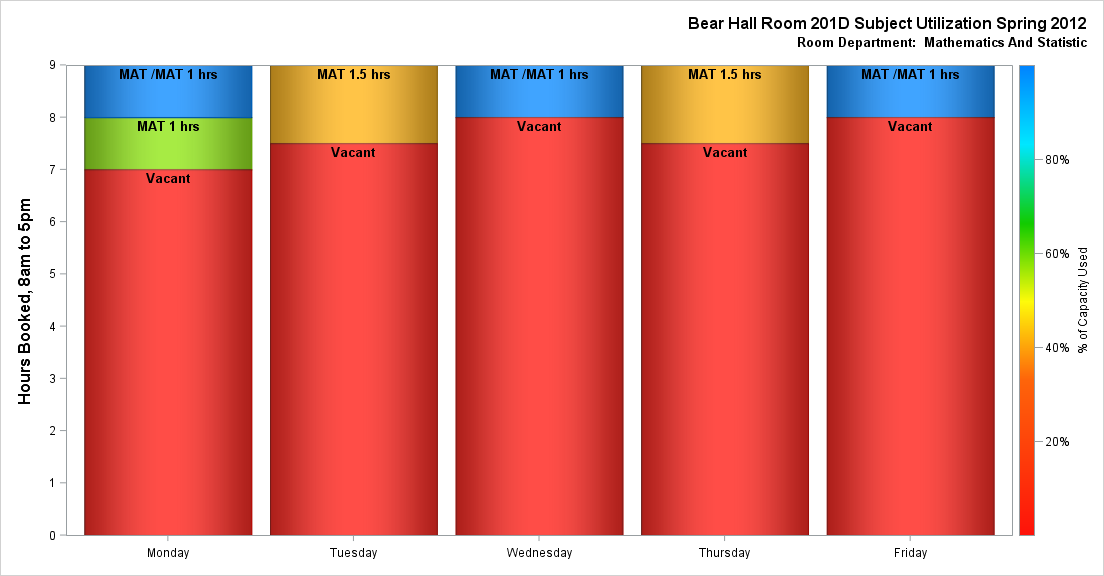 Bear Hall Room 201D Subject Utilization Spring 2012
Room Department:  Mathematics And Statistic
Hours Booked, 8am to 5pm
9
8
7
6
5
4
3
2
1
0
MAT /MAT 1 hrs
MAT 1 hrs
Vacant
MAT 1.5 hrs
Vacant
MAT /MAT 1 hrs
Vacant
MAT 1.5 hrs
Vacant
MAT /MAT 1 hrs
Vacant
Monday
Tuesday
Wednesday
Thursday
Friday
80%
60%
40%
20%
% of Capacity Used